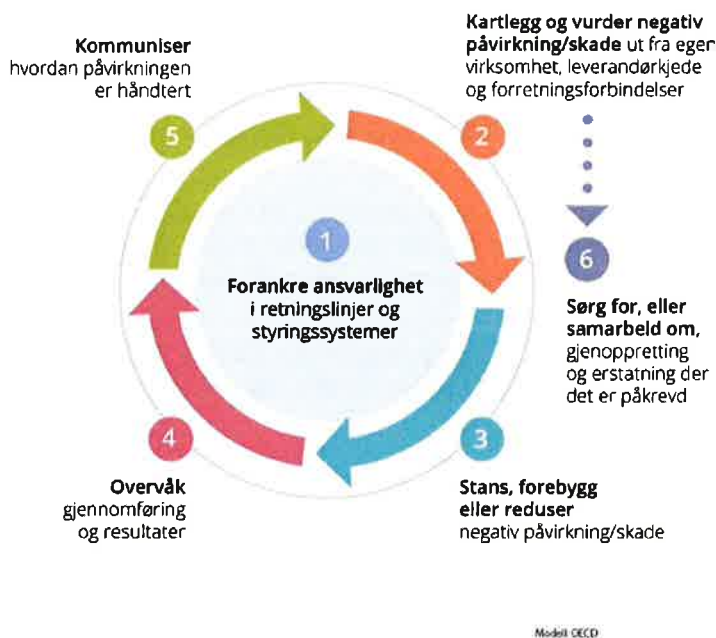 1
Forankre ansvarlighet
i retningslinjer og
styringssystemer
2
Kartlegg og vurder negativ
påvirkning/skade ut fra egen
virksomhet, leverandørkjede
og forretningsforbindelser
3
Stans, forebygg
eller reduser
negativ påvirkning/skade
4
Overvåk
gjennomføring
og resultater
5
Kommuniser
hvordan påvirkningen
er håndtert
6
Sørg for, eller
samarbeid om,
gjenoppretting
og erstatning der
det er påkrevd
Modell OECD